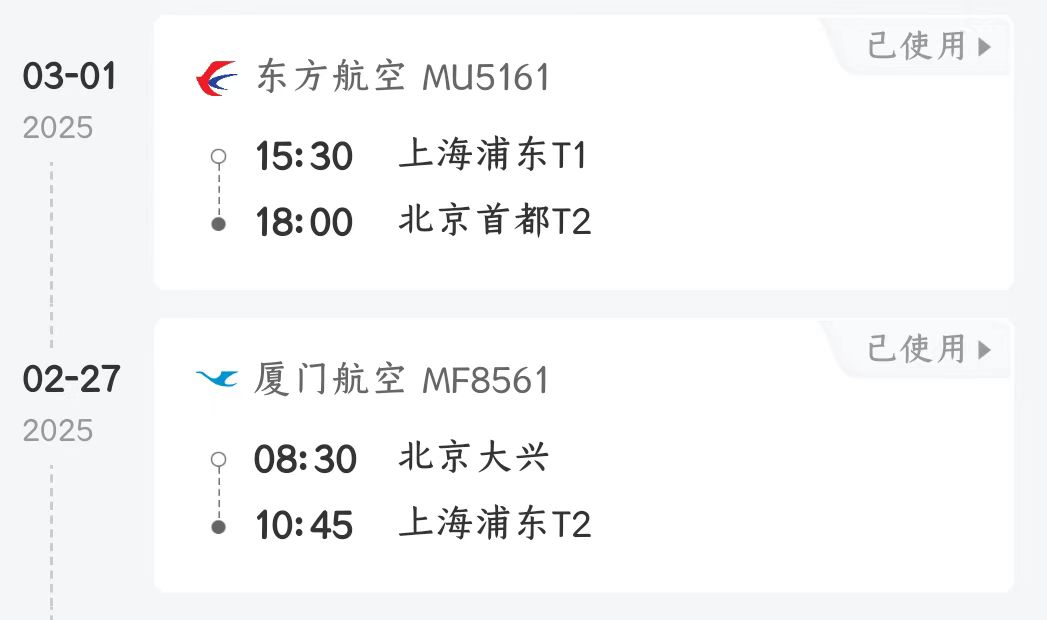 已使用
03-01
东方航空 MU5161
2025
15:30 上海浦东T1
18:00 北京首都T2
已使用
02-27
厦门航空 MF8561
2025
08:30 北京大兴
10:45 上海浦东T2